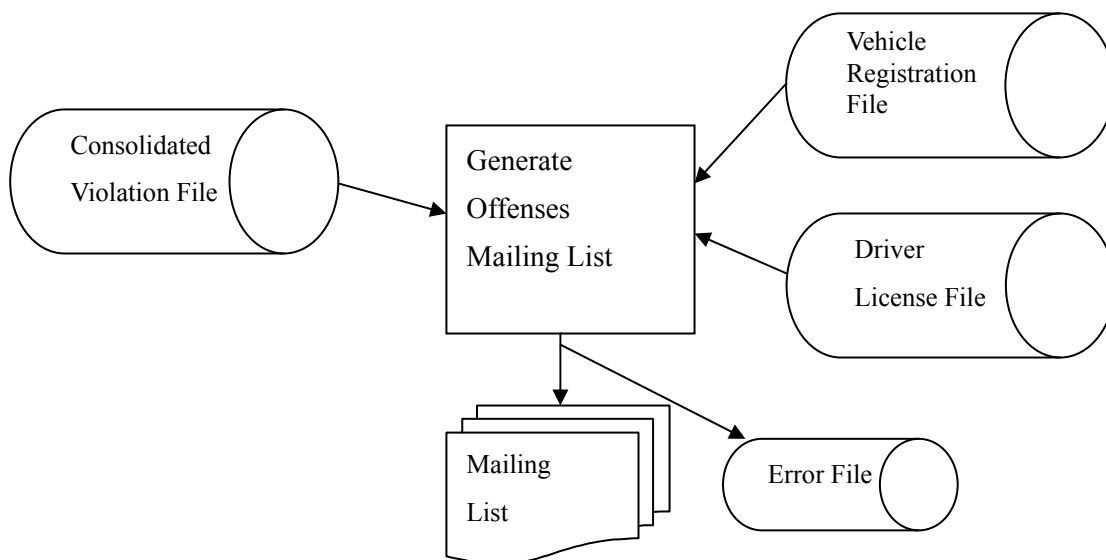 Vehicle
Registration
File
Consolidated
Violation File
Generate
Offenses
Mailing List
Driver
License File
Mailing
List
Error File